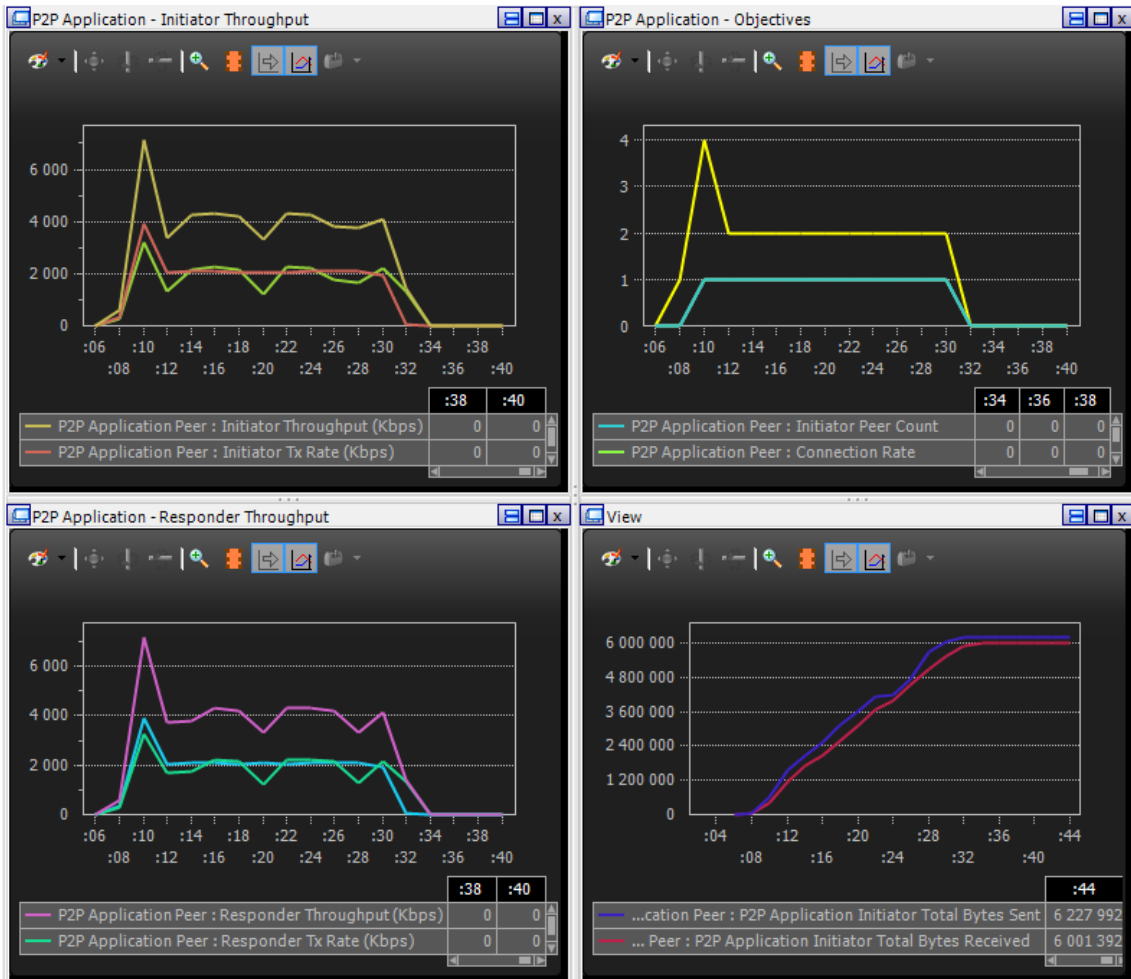 P2P Application - Initiator Throughput
6 000
4 000
2 000
0
:06 :10 :14 :18 :22 :26 :30 :34 :38
:08 :12 :16 :20 :24 :28 :32 :36 :40
:38 :40
P2P Application Peer : Initiator Throughput (Kbps) 0 0
P2P Application Peer : Initiator Tx Rate (Kbps) 0 0
P2P Application - Objectives
4
3
2
1
0
:06 :10 :14 :18 :22 :26 :30 :34 :38
:08 :12 :16 :20 :24 :28 :32 :36 :40
:34 :36 :38
P2P Application Peer : Initiator Peer Count 0 0 0
P2P Application Peer : Connection Rate 0 0 0
P2P Application - Responder Throughput
6 000
4 000
2 000
0
:06 :10 :14 :18 :22 :26 :30 :34 :38
:08 :12 :16 :20 :24 :28 :32 :36 :40
:38 :40
P2P Application Peer : Responder Throughput (Kbps) 0 0
P2P Application Peer : Responder Tx Rate (Kbps) 0 0
View
6 000 000
4 800 000
3 600 000
2 400 000
1 200 000
0
:04 :12 :20 :28 :36 :44
:08 :16 :24 :32 :40
:44
...cation Peer : P2P Application Initiator Total Bytes Sent 6 227 992
... Peer : P2P Application Initiator Total Bytes Received 6 001 392